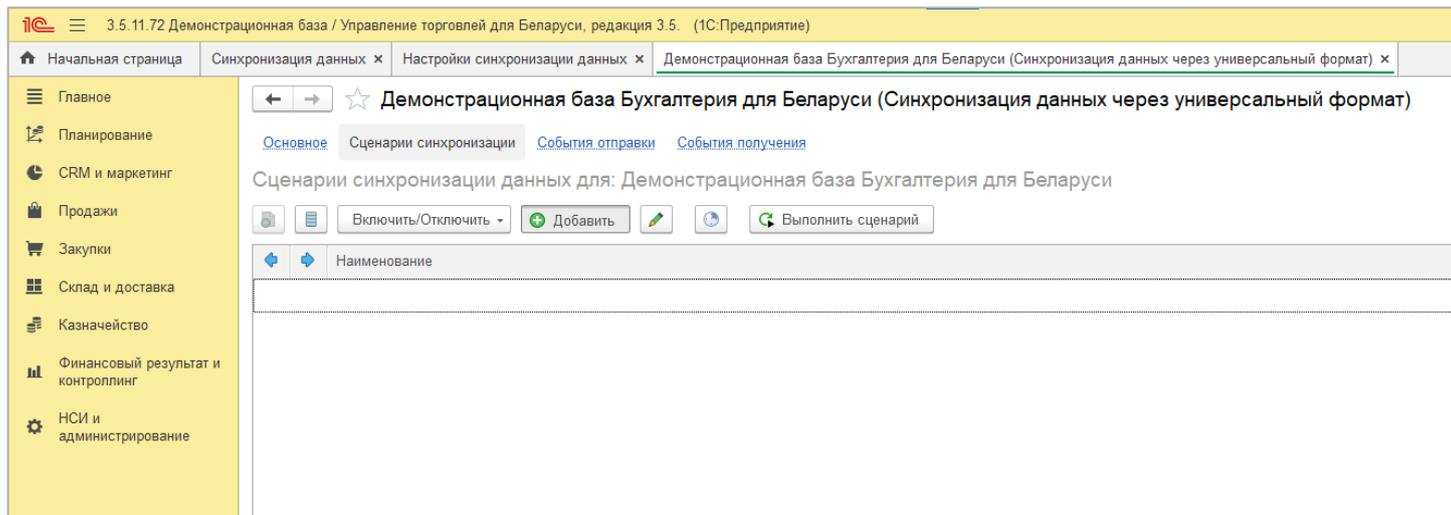 1С 3.5.11.72 Демонстрационная база / Управление торговлей для Беларуси, редакция 3.5. (1С:Предприятие)
Начальная страница Синхронизация данных × Настройки синхронизации данных × Демонстрационная база Бухгалтерия для Беларуси (Синхронизация данных через универсальный формат) ×
Главное
Планирование
CRM и маркетинг
Продажи
Закупки
Склад и доставка
Казначейство
Финансовый результат и
контроллинг
НСИ и
администрирование
Демонстрационная база Бухгалтерия для Беларуси (Синхронизация данных через универсальный формат)
Основное Сценарии синхронизации События отправки События получения
Сценарии синхронизации данных для: Демонстрационная база Бухгалтерия для Беларуси
Включить/Отключить Добавить Выполнить сценарий
Наименование